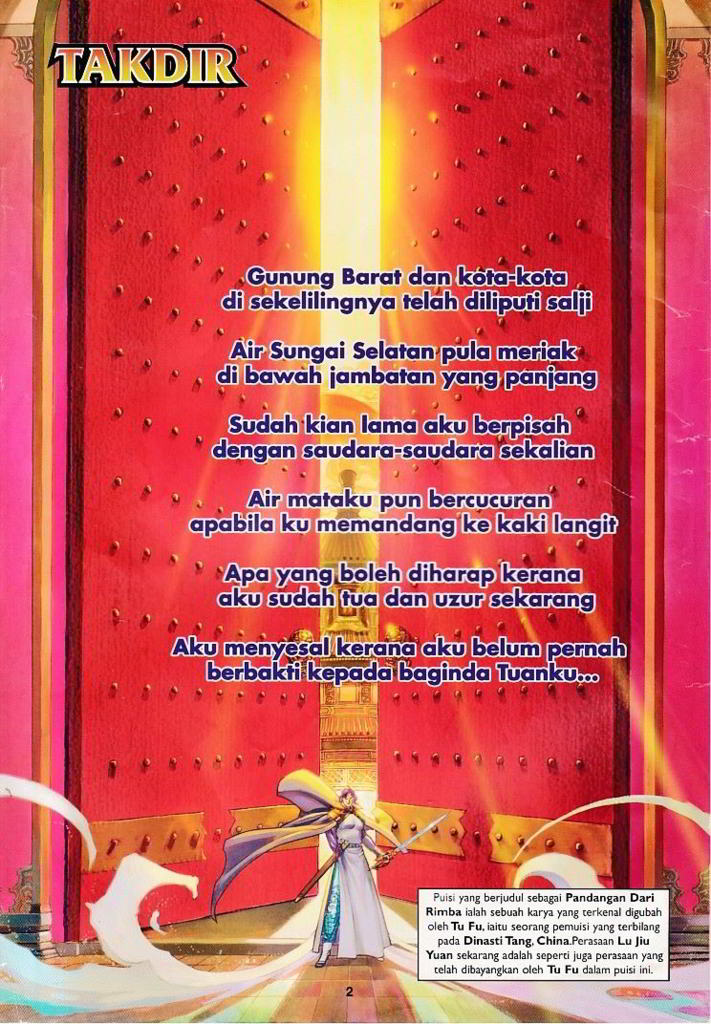 TAKDIR
Gunung Barat dan kota-kota
di sekelilingnya telah diliputi salji
Air Sungai Selatan pula meriak
di bawah jambatan yang panjang
Sudah kian lama aku berpisah
dengan saudara-saudara sekalian
Air mataku pun bercucuran
apabila ku memandang ke kaki langit
Apa yang boleh diharap kerana
aku sudah tua dan uzur sekarang
Aku menyesal kerana aku belum pernah
berbakti kepada baginda Tuanku...
Puisi yang berjudul sebagai Pandangan Dari
Rimba ialah sebuah karya yang terkenal digubah
oleh Tu Fu, iaitu seorang pemuisi yang terbilang
pada Dinasti Tang, China.Perasaan Lu Jiu
Yuan sekarang adalah seperti juga perasaan yang
telah dibayangkan oleh Tu Fu dalam puisi ini.
2